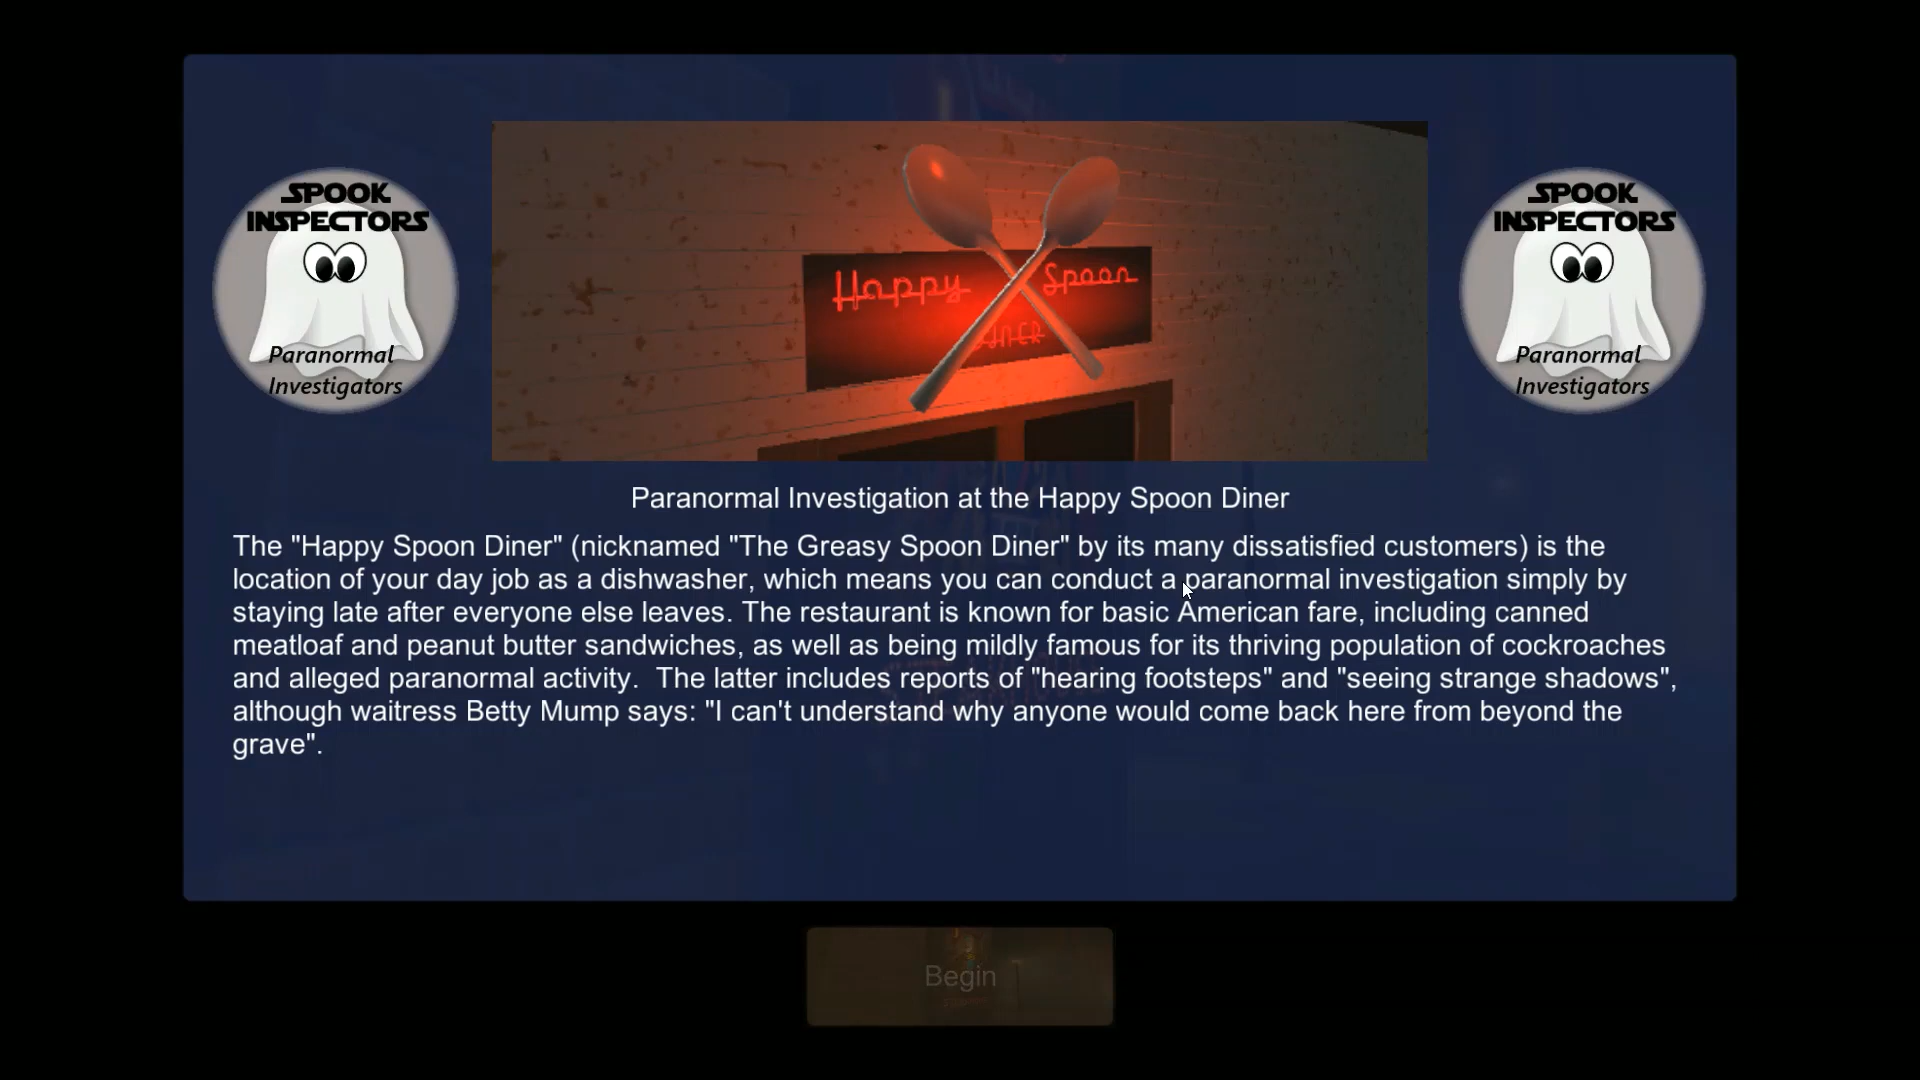 SPOOK
INSPECTORS
Paranormal
Investigators
Happy Spoon
DINER
SPOOK
INSPECTORS
Paranormal
Investigators
Paranormal Investigation at the Happy Spoon Diner
The "Happy Spoon Diner" (nicknamed "The Greasy Spoon Diner" by its many dissatisfied customers) is the
location of your day job as a dishwasher, which means you can conduct a paranormal investigation simply by
staying late after everyone else leaves. The restaurant is known for basic American fare, including canned
meatloaf and peanut butter sandwiches, as well as being mildly famous for its thriving population of cockroaches
and alleged paranormal activity.  The latter includes reports of "hearing footsteps" and "seeing strange shadows",
although waitress Betty Mump says: "I can't understand why anyone would come back here from beyond the
grave".
Begin